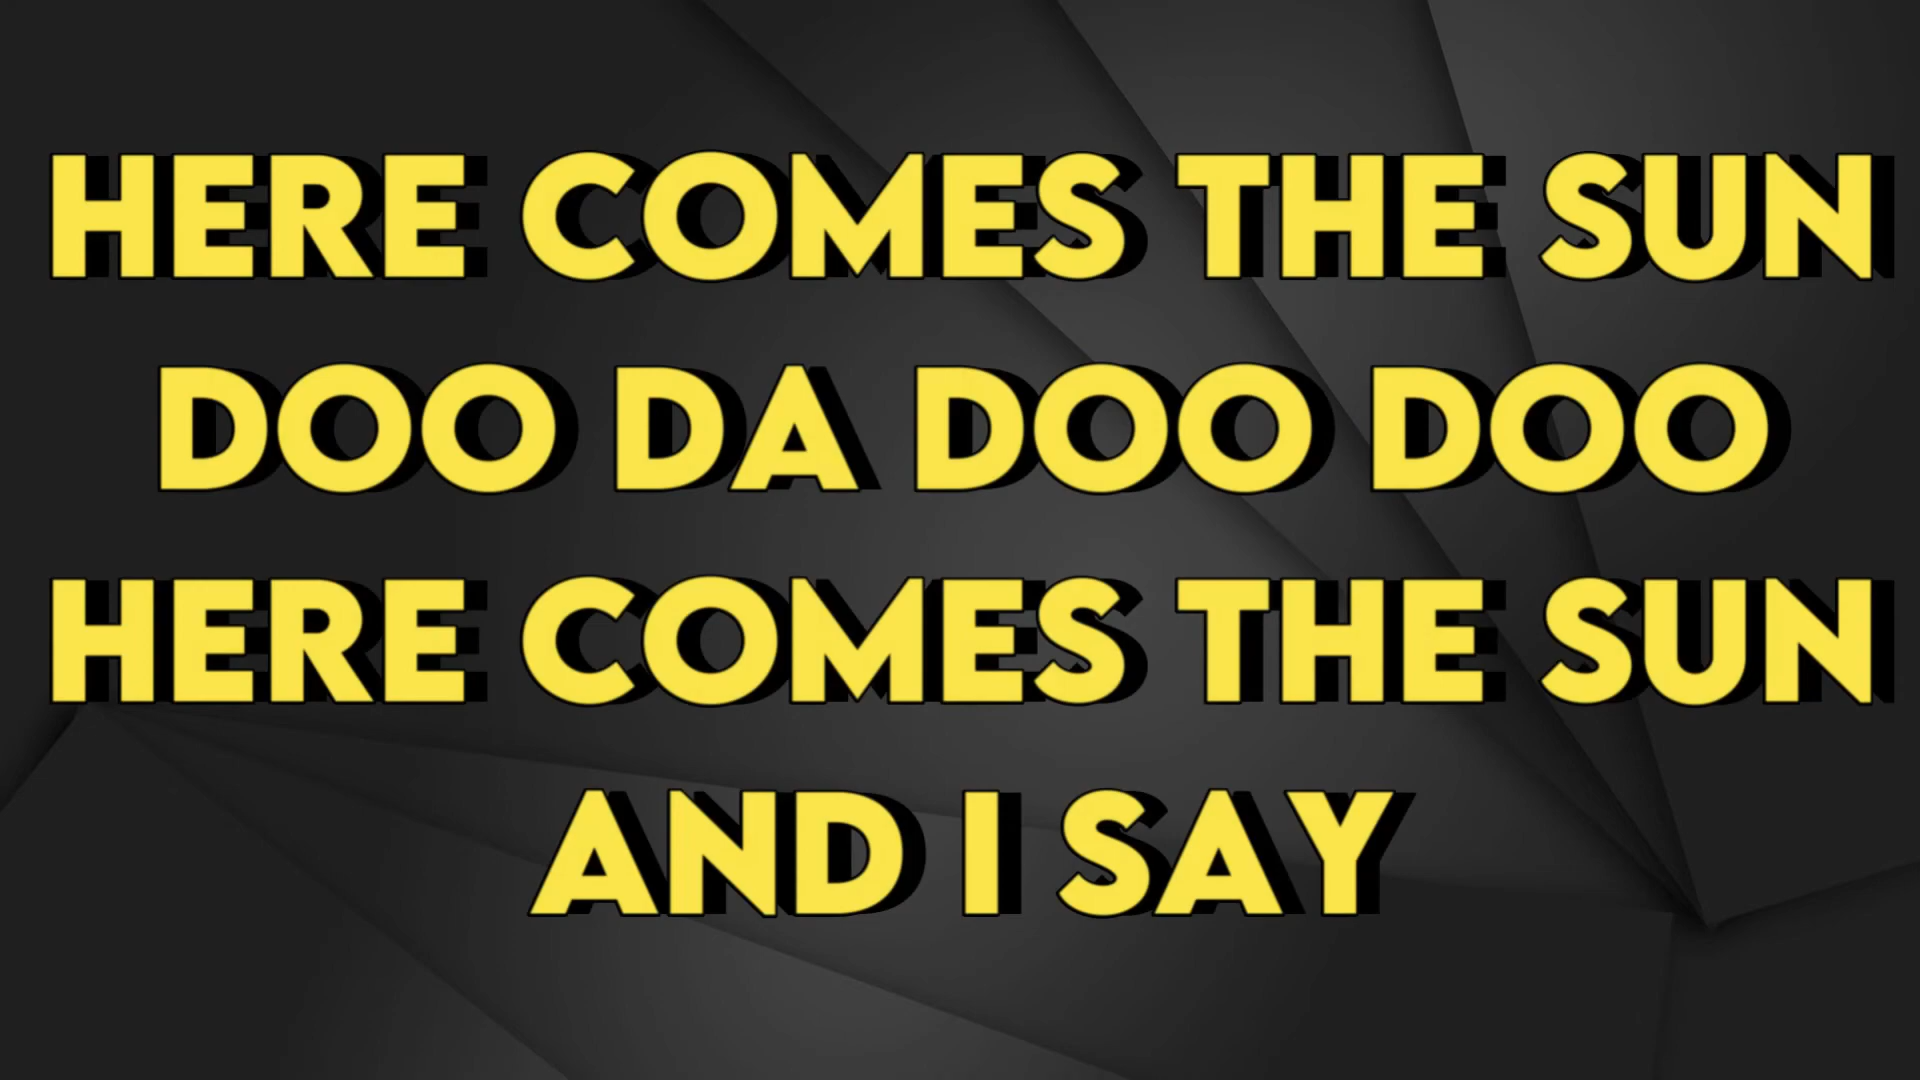 HERE COMES THE SUN
DOO DA DOO DOO
HERE COMES THE SUN
AND I SAY